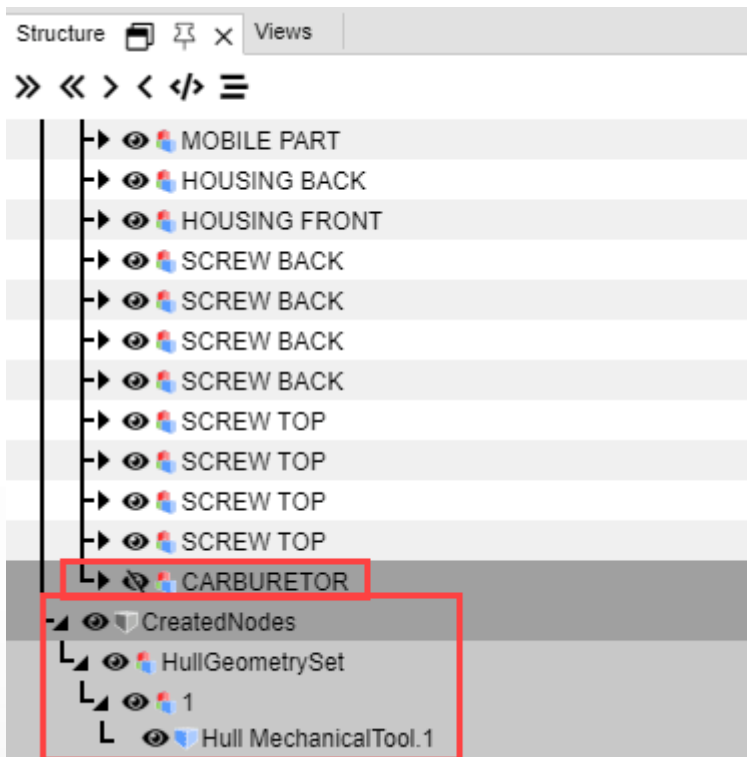 Structure Views
MOBILE PART
HOUSING BACK
HOUSING FRONT
SCREW BACK
SCREW BACK
SCREW BACK
SCREW BACK
SCREW TOP
SCREW TOP
SCREW TOP
SCREW TOP
CARBURETOR
CreatedNodes
HullGeometrySet
1
Hull MechanicalTool.1